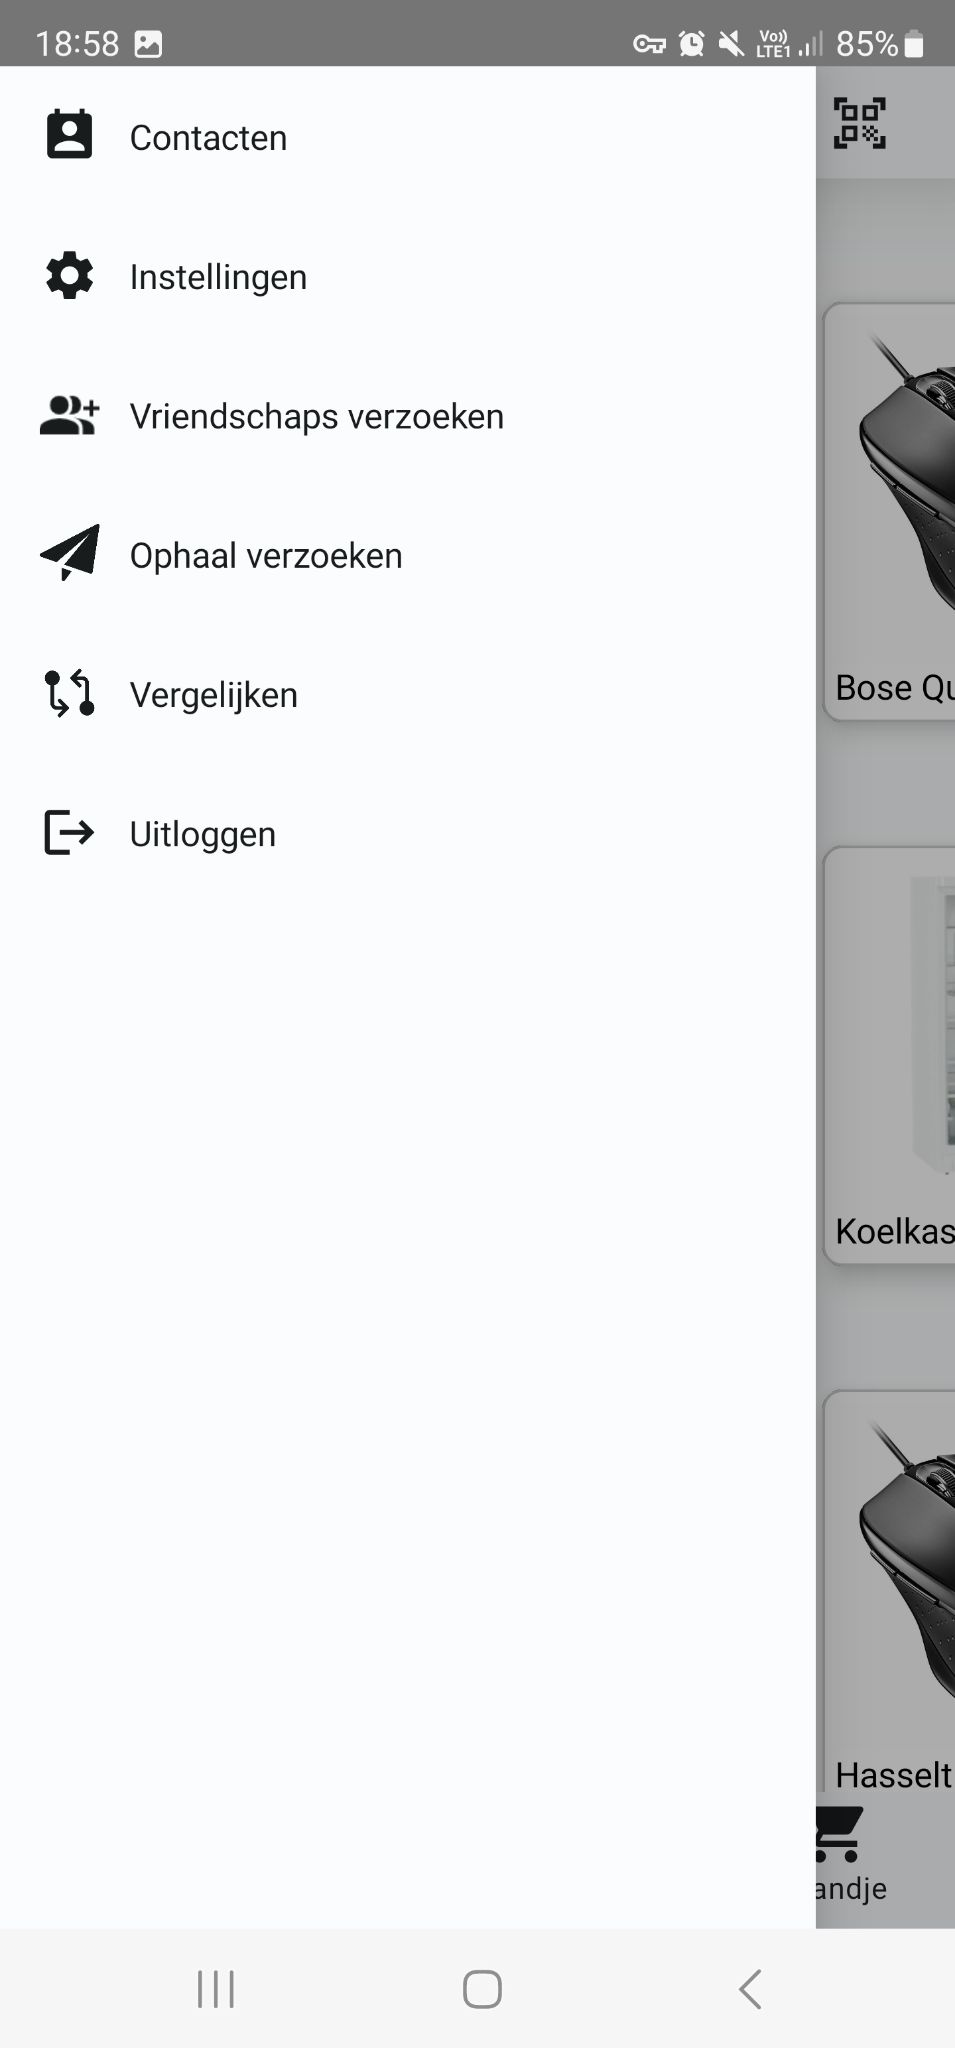 18:58 Vo)) LTE1 85%
Contacten
Instellingen
Vriendschaps verzoeken
Ophaal verzoeken
Vergelijken
Uitloggen
Bose Qu
Koelkas
Hasselt
andje